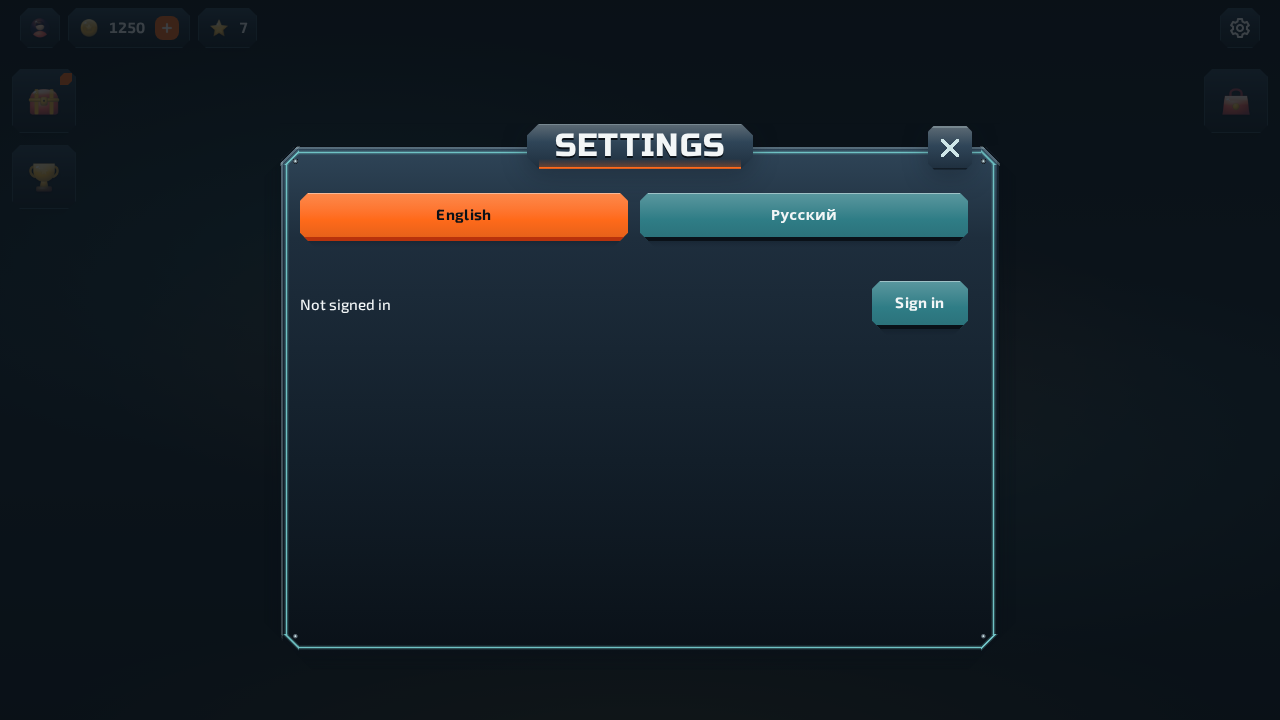 1250
7
SETTINGS
English
Русский
Not signed in
Sign in